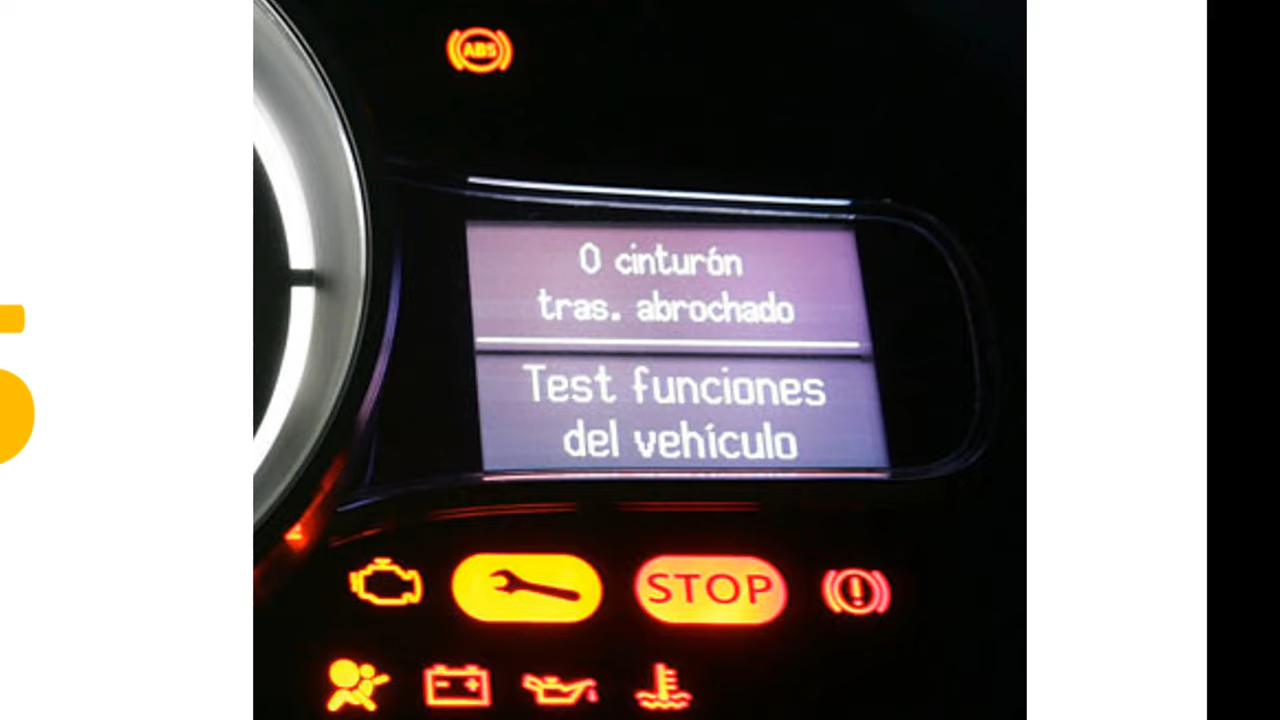 ABS
0 cinturón
tras. abrochado
Test funciones
del vehículo
STOP